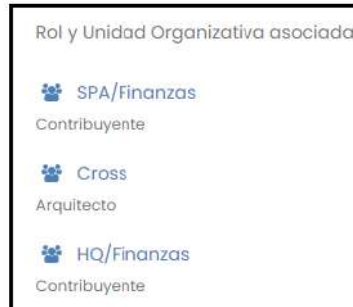 Rol y Unidad Organizativa asociada
SPA/Finanzas
Contribuyente
Cross
Arquitecto
HQ/Finanzas
Contribuyente